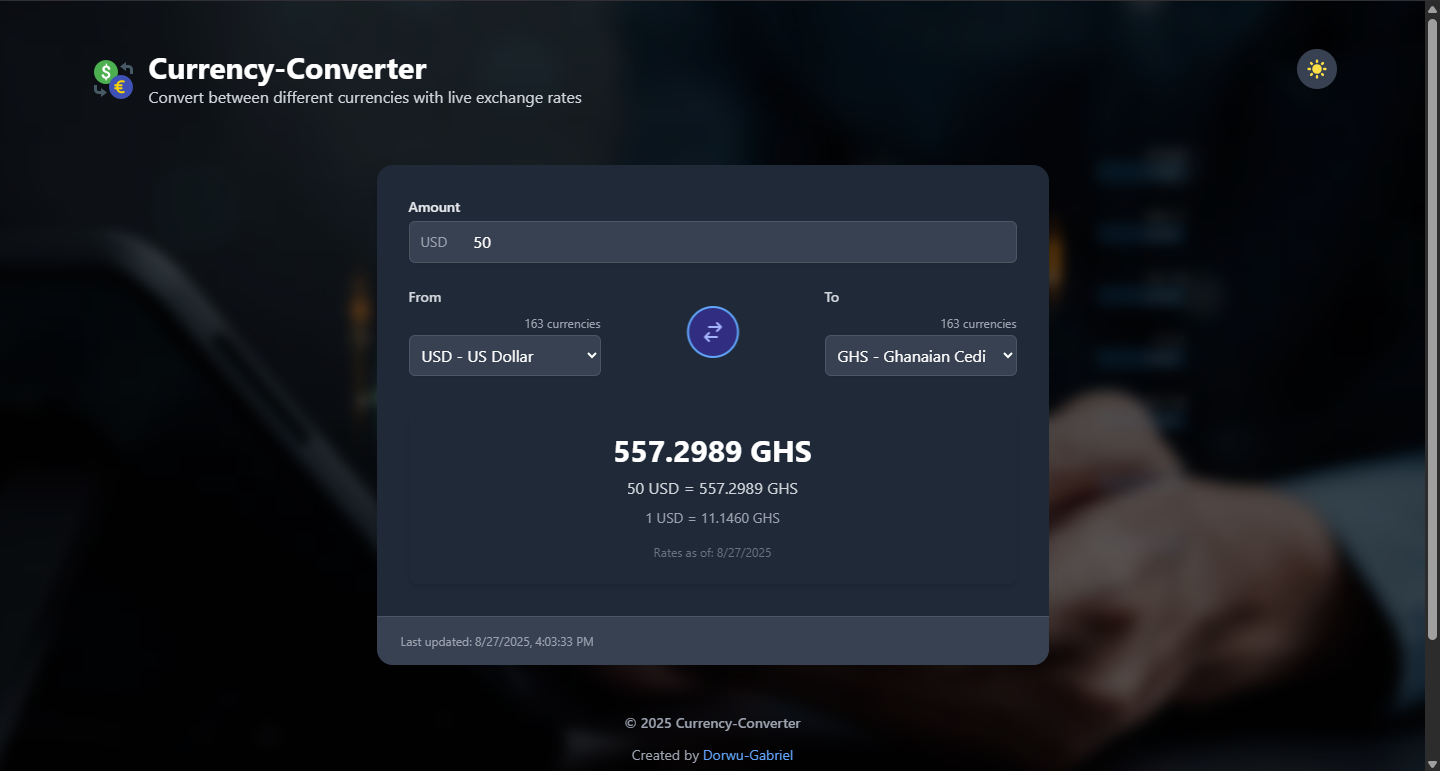 Currency-Converter
Convert between different currencies with live exchange rates
Amount
USD 50
From
To
163 currencies
163 currencies
USD - US Dollar
GHS - Ghanaian Cedi
557.2989 GHS
50 USD = 557.2989 GHS
1 USD = 11.1460 GHS
Rates as of: 8/27/2025
Last updated: 8/27/2025, 4:03:33 PM
© 2025 Currency-Converter
Created by Dorwu-Gabriel